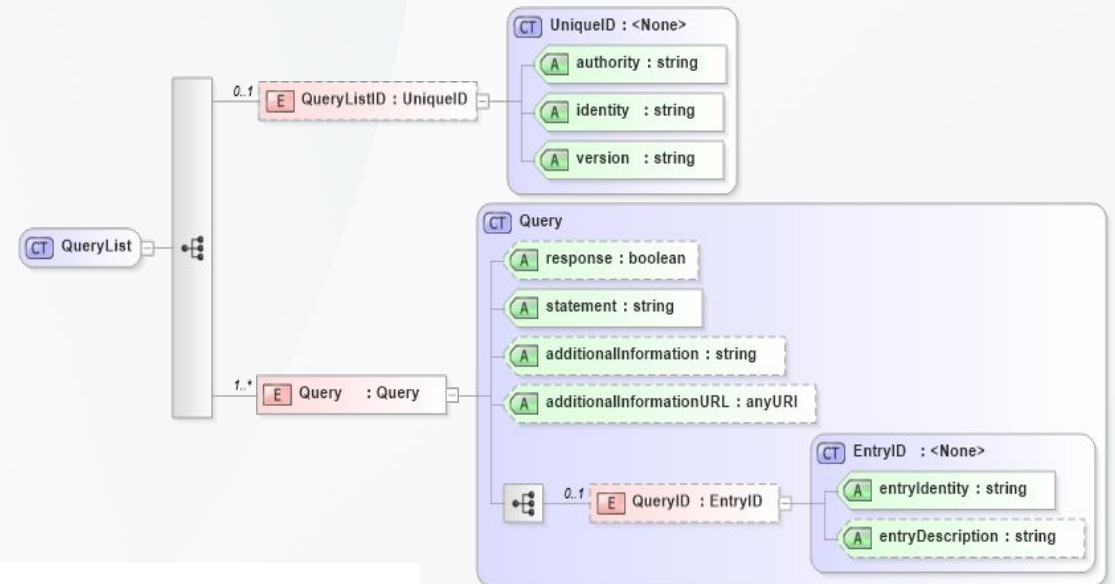 CT UniqueID : <None>
A authority : string
0..1 E QueryListID : UniqueID
A identity : string
A version : string
CT Query
CT QueryList
A response : boolean
A statement : string
A additionalInformation : string
1..* E Query : Query
A additionalInformationURL : anyURI
CT EntryID : <None>
A entryIdentity : string
0..1 E QueryID : EntryID
A entryDescription : string